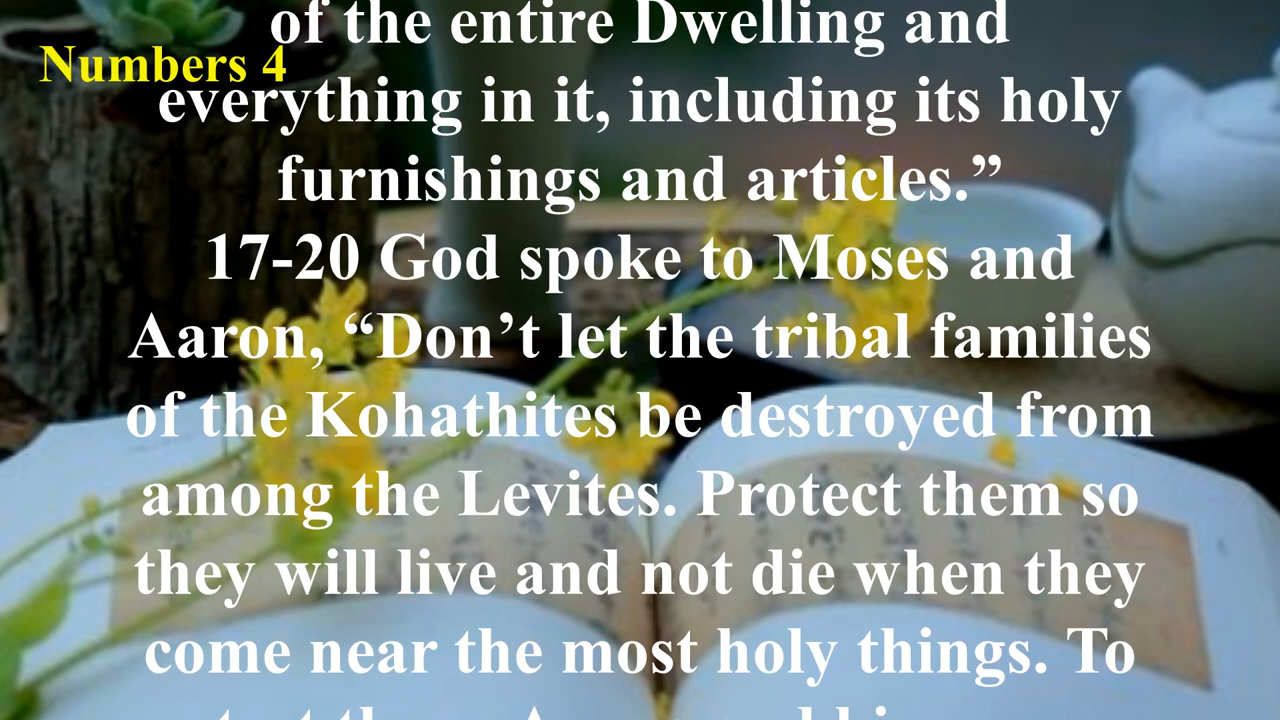 of the entire Dwelling and
Numbers 4
everything in it, including its holy
furnishings and articles.”
17-20 God spoke to Moses and
Aaron, “Don’t let the tribal families
of the Kohathites be destroyed from
among the Levites. Protect them so
they will live and not die when they
come near the most holy things. To